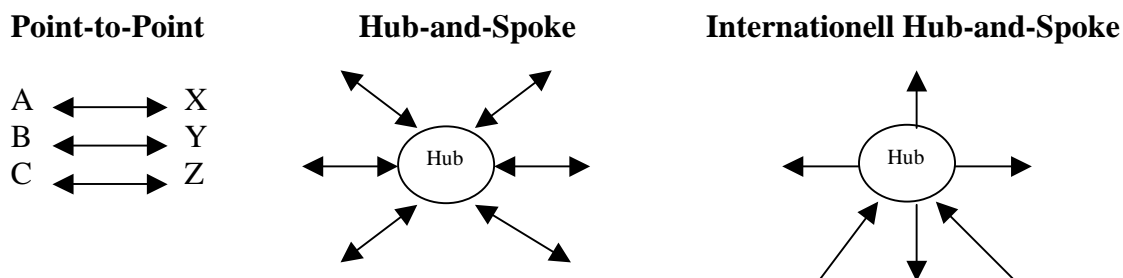 Point-to-Point Hub-and-Spoke Internationell Hub-and-Spoke
A X
B Y
C Z
Hub
Hub